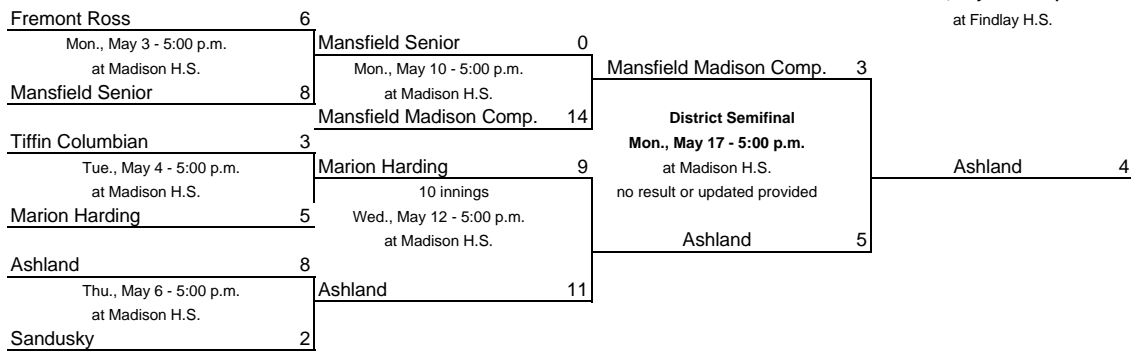 at Findlay H.S.
Fremont Ross 6
Mon., May 3 - 5:00 p.m.
at Madison H.S.
Mansfield Senior 8
Mansfield Senior 0
Mon., May 10 - 5:00 p.m.
at Madison H.S.
Mansfield Madison Comp. 14
Mansfield Madison Comp. 3
District Semifinal
Mon., May 17 - 5:00 p.m.
at Madison H.S.
no result or updated provided
Ashland 5
Ashland 4
Tiffin Columbian 3
Tue., May 4 - 5:00 p.m.
at Madison H.S.
Marion Harding 5
Marion Harding 9
10 innings
Wed., May 12 - 5:00 p.m.
at Madison H.S.
Ashland 11
Ashland 8
Thu., May 6 - 5:00 p.m.
at Madison H.S.
Sandusky 2